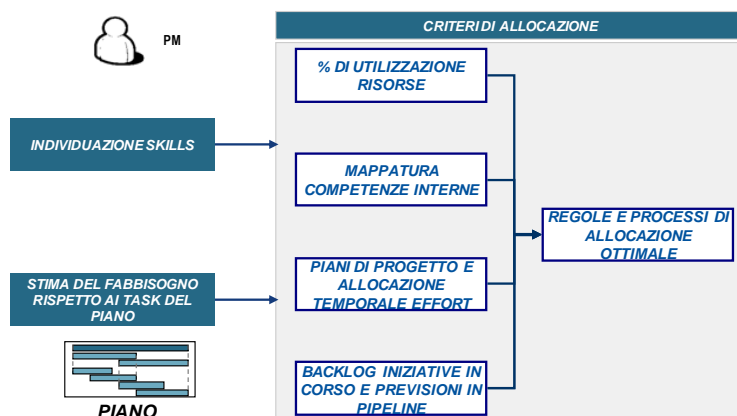 PM
CRITERI DI ALLOCAZIONE
% DI UTILIZZAZIONE
RISORSE
INDIVIDUAZIONE SKILLS
MAPPATURA
COMPETENZE INTERNE
REGOLE E PROCESSI DI
ALLOCAZIONE
OTTIMALE
STIMA DEL FABBISOGNO
RISPETTO AI TASK DEL
PIANO
PIANI DI PROGETTO E
ALLOCAZIONE
TEMPORALE EFFORT
BACKLOG INIZIATIVE IN
CORSO E PREVISIONI IN
PIPELINE
PIANO